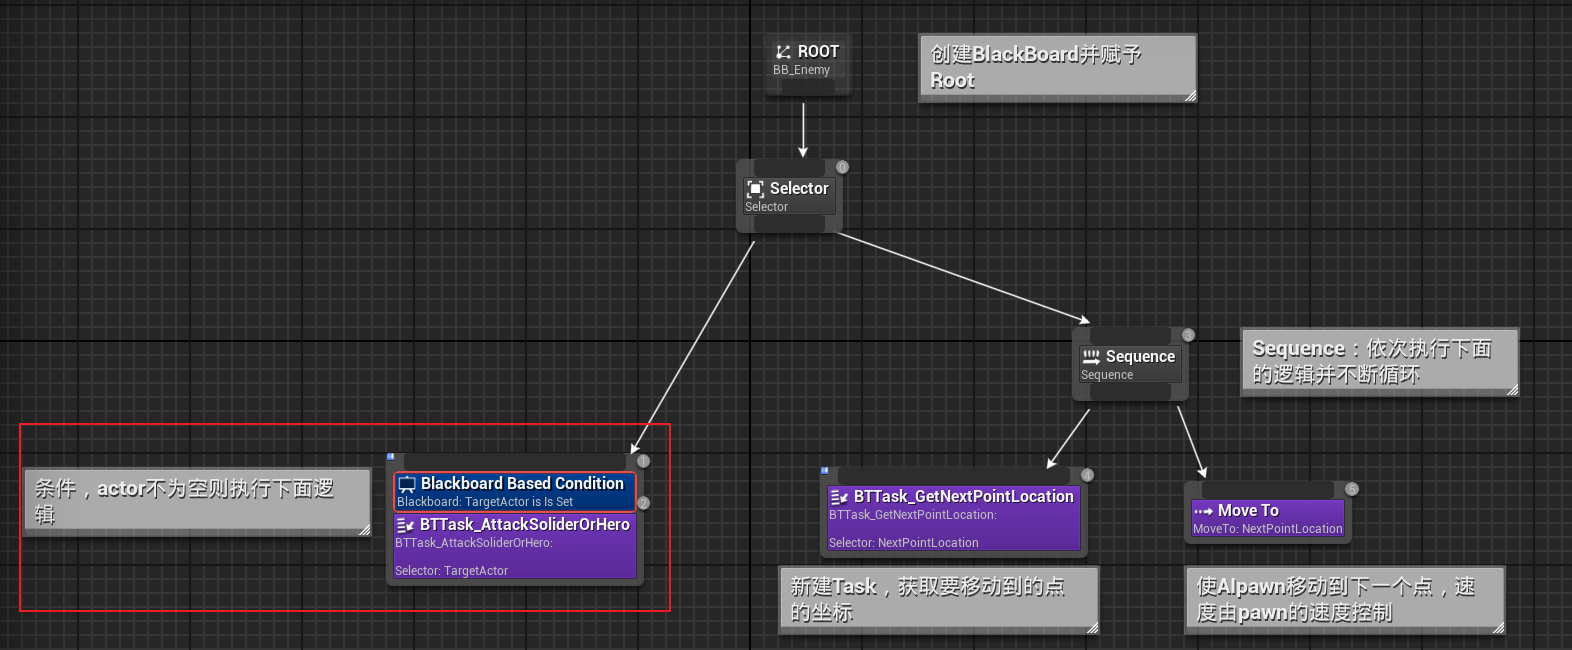 ROOT
BB_Enemy
创建BlackBoard并赋予
Root
0
Selector
Selector
3
Sequence
Sequence
Sequence：依次执行下面
的逻辑并不断循环
条件，actor不为空则执行下面逻
辑
1
Blackboard Based Condition
Blackboard: TargetActor is Is Set
2
BTTask_AttackSoliderOrHero
BTTask_AttackSoliderOrHero:
Selector: TargetActor
4
BTTask_GetNextPointLocation
BTTask_GetNextPointLocation:
Selector: NextPointLocation
5
Move To
MoveTo: NextPointLocation
新建Task，获取要移动到的点
的坐标
使AIpawn移动到下一个点，速
度由pawn的速度控制